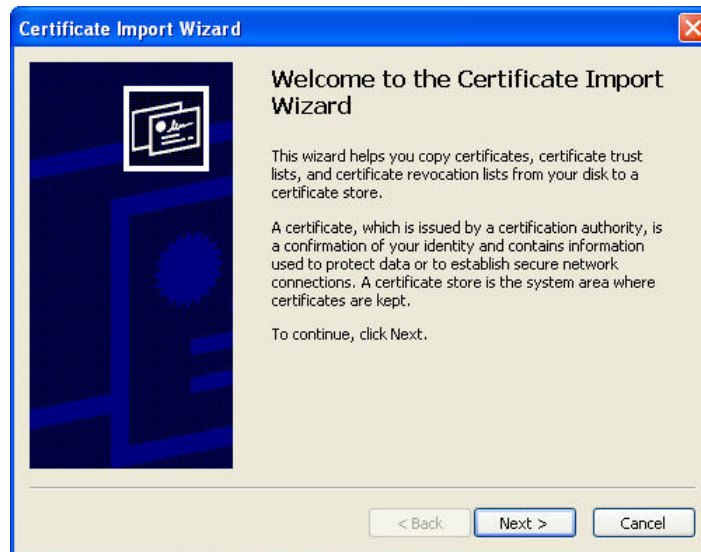 Certificate Import Wizard
Welcome to the Certificate Import
Wizard
This wizard helps you copy certificates, certificate trust
lists, and certificate revocation lists from your disk to a
certificate store.
A certificate, which is issued by a certification authority, is
a confirmation of your identity and contains information
used to protect data or to establish secure network
connections. A certificate store is the system area where
certificates are kept.
To continue, click Next.
< Back Next > Cancel